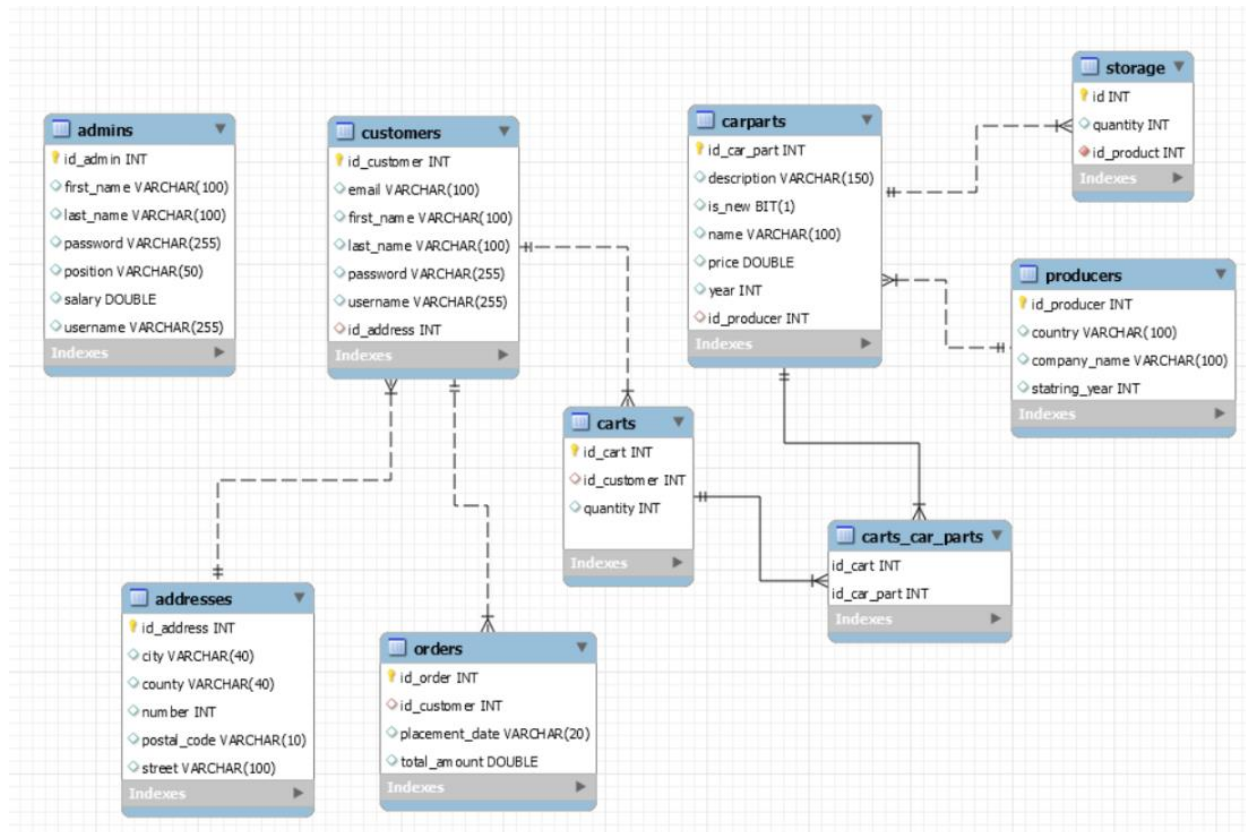 admins
id_admin INT
first_name VARCHAR(100)
last_name VARCHAR(100)
password VARCHAR(255)
position VARCHAR(50)
salary DOUBLE
username VARCHAR(255)
Indexes
customers
id_customer INT
email VARCHAR(100)
first_name VARCHAR(100)
last_name VARCHAR(100)
password VARCHAR(255)
username VARCHAR(255)
id_address INT
Indexes
carparts
id_car_part INT
description VARCHAR(150)
is_new BIT(1)
name VARCHAR(100)
price DOUBLE
year INT
id_producer INT
Indexes
storage
id INT
quantity INT
id_product INT
Indexes
producers
id_producer INT
country VARCHAR(100)
company_name VARCHAR(100)
statring_year INT
Indexes
carts
id_cart INT
id_customer INT
quantity INT
Indexes
carts_car_parts
id_cart INT
id_car_part INT
Indexes
addresses
id_address INT
city VARCHAR(40)
county VARCHAR(40)
number INT
postal_code VARCHAR(10)
street VARCHAR(100)
Indexes
orders
id_order INT
id_customer INT
placement_date VARCHAR(20)
total_amount DOUBLE
Indexes